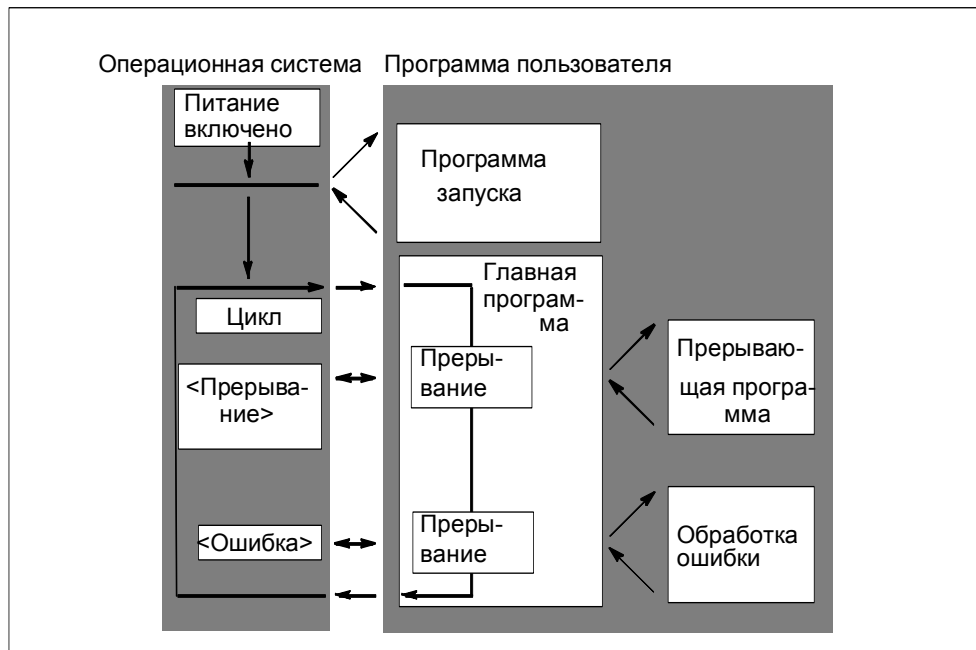 Операционная система
Программа пользователя
Питание
включено
Программа
запуска
Главная
програм-
ма
Цикл
Преры-
вание
Прерываю-
щая програ-
мма
<Прерыва-
ние>
Преры-
вание
<Ошибка>
Обработка
ошибки